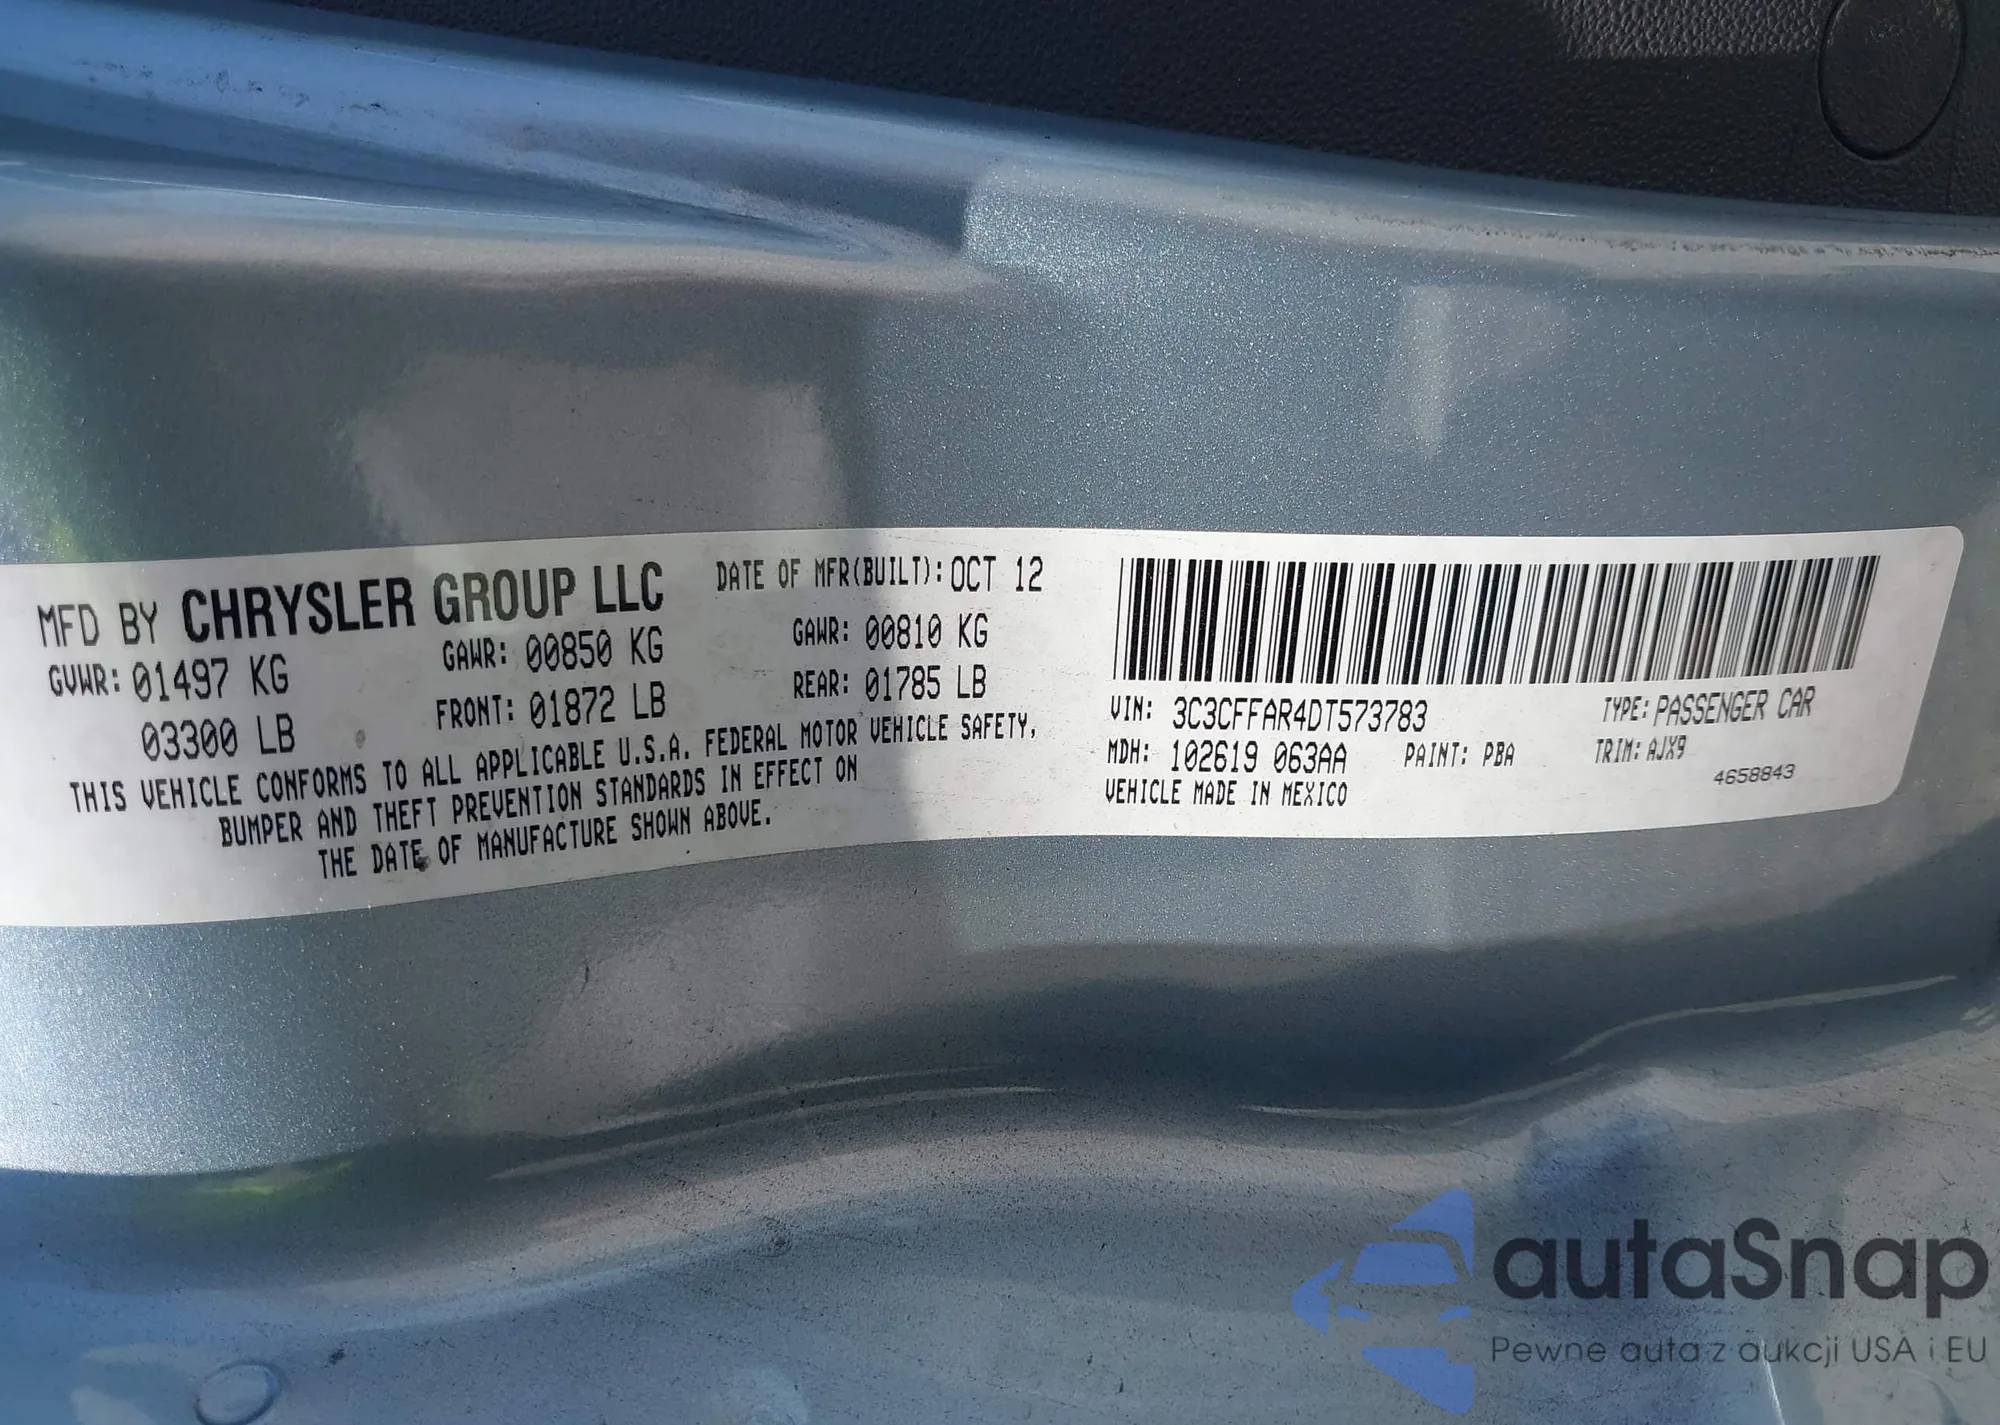 MFD BY CHRYSLER GROUP LLC DATE OF MFR(BUILT): OCT 12
GVWR: 01497 KG GAWR: 00850 KG GAWR: 00810 KG
03300 LB FRONT: 01872 LB REAR: 01785 LB
THIS VEHICLE CONFORMS TO ALL APPLICABLE U.S.A. FEDERAL MOTOR VEHICLE SAFETY,
BUMPER AND THEFT PREVENTION STANDARDS IN EFFECT ON
THE DATE OF MANUFACTURE SHOWN ABOVE.
VIN: 3C3CFFAR4DT573783 TYPE: PASSENGER CAR
MDH: 102619 063AA PAINT: PBA TRIM: AJX9
VEHICLE MADE IN MEXICO 4658843
autaSnap
Pewne auta z aukcji USA i EU